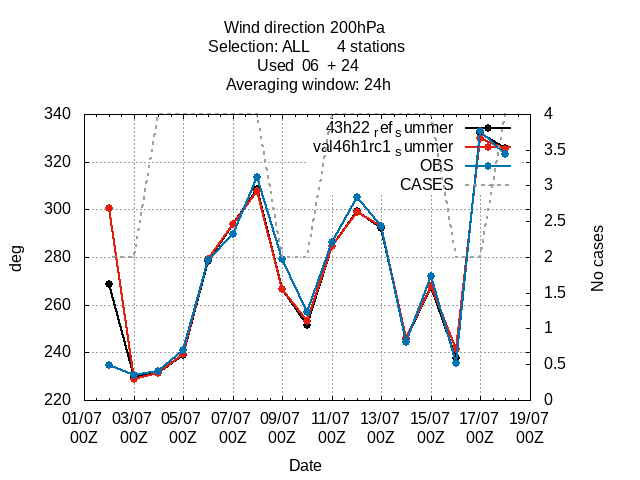 Wind direction 200hPa
Selection: ALL 4 stations
Used 06 + 24
Averaging window: 24h
340 4
320 3.5
300 3
280 2.5
260 2
240 1.5
220 1
0.5
0
deg
No cases
43h22_ref_summer
val46h1rc1_summer
OBS
CASES
01/07 03/07 05/07 07/07 09/07 11/07 13/07 15/07 17/07 19/07
00Z 00Z 00Z 00Z 00Z 00Z 00Z 00Z 00Z 00Z
Date